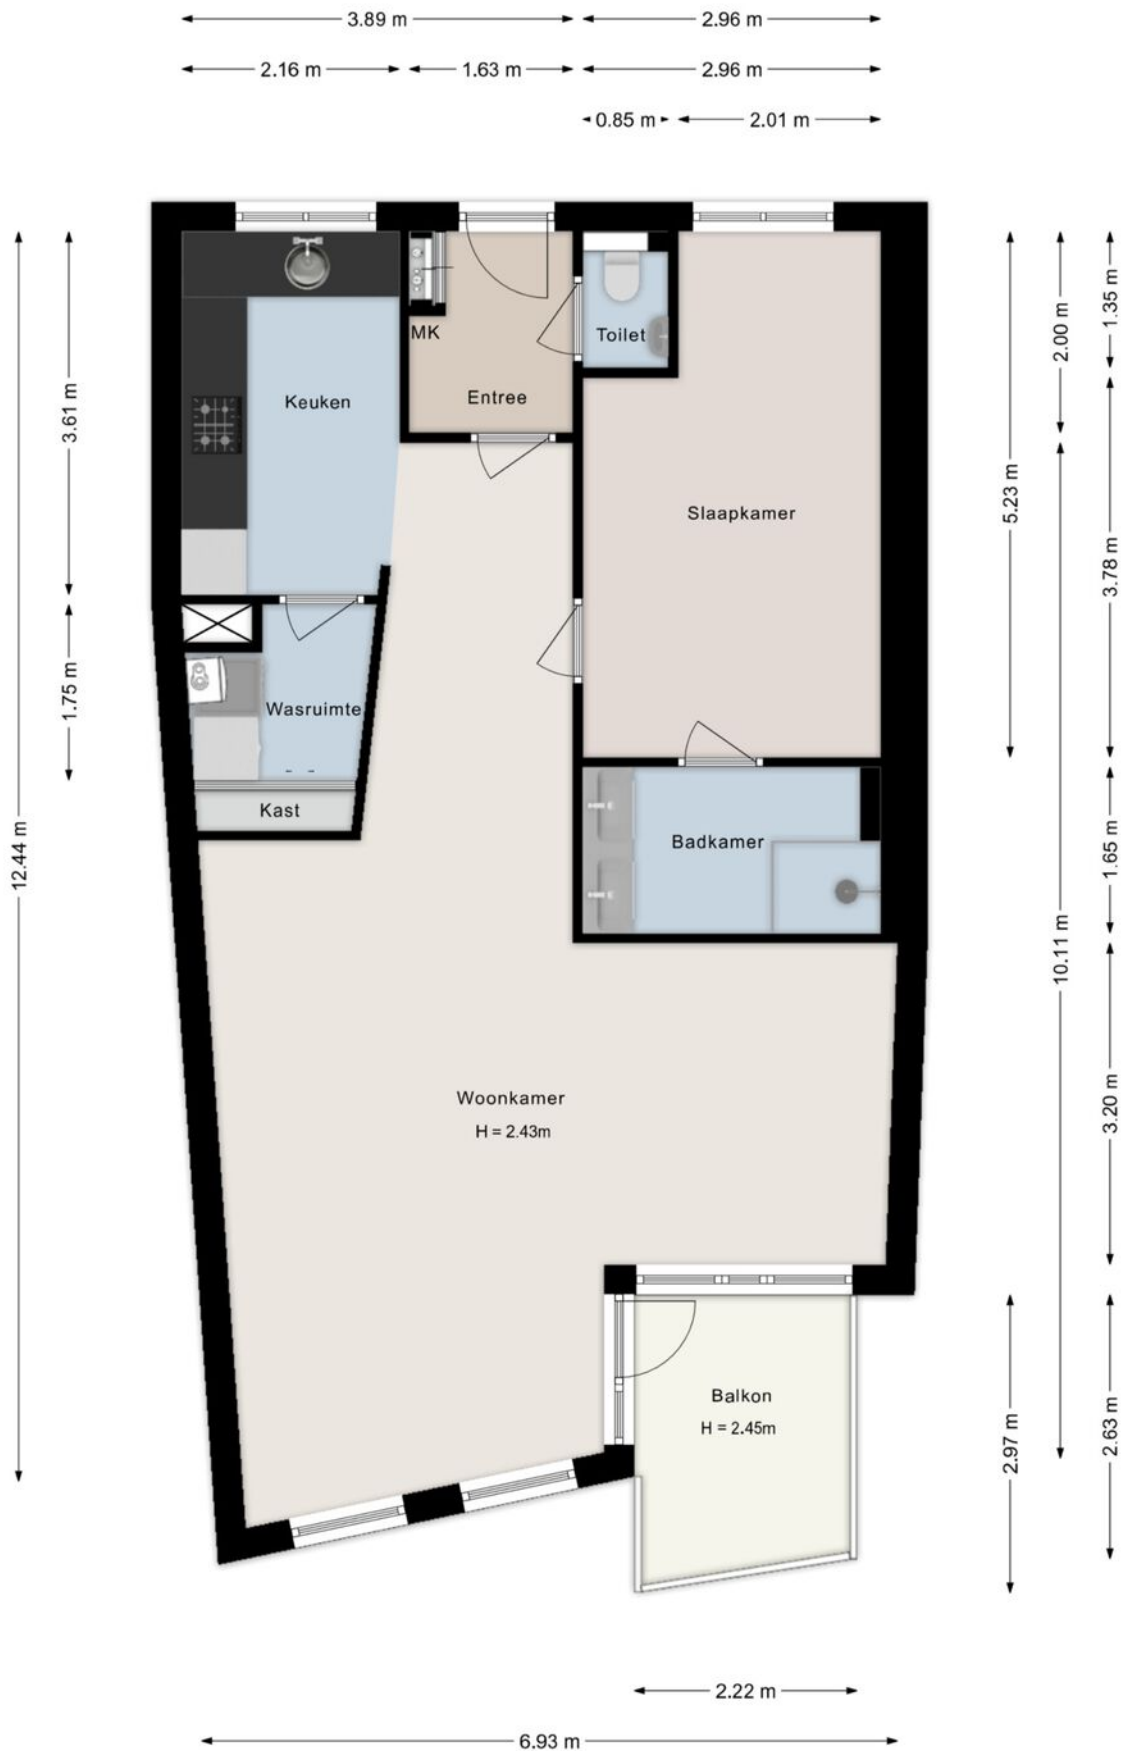 3.89 m
2.96 m
2.16 m
1.63 m
2.96 m
0.85 m
2.01 m
MK
Toilet
Entree
Keuken
Slaapkamer
Wasruimte
Kast
Badkamer
Woonkamer
H = 2.43m
Balkon
H = 2.45m
3.61 m
1.75 m
12.44 m
5.23 m
2.00 m
1.35 m
3.78 m
1.65 m
10.11 m
3.20 m
2.97 m
2.63 m
2.22 m
6.93 m